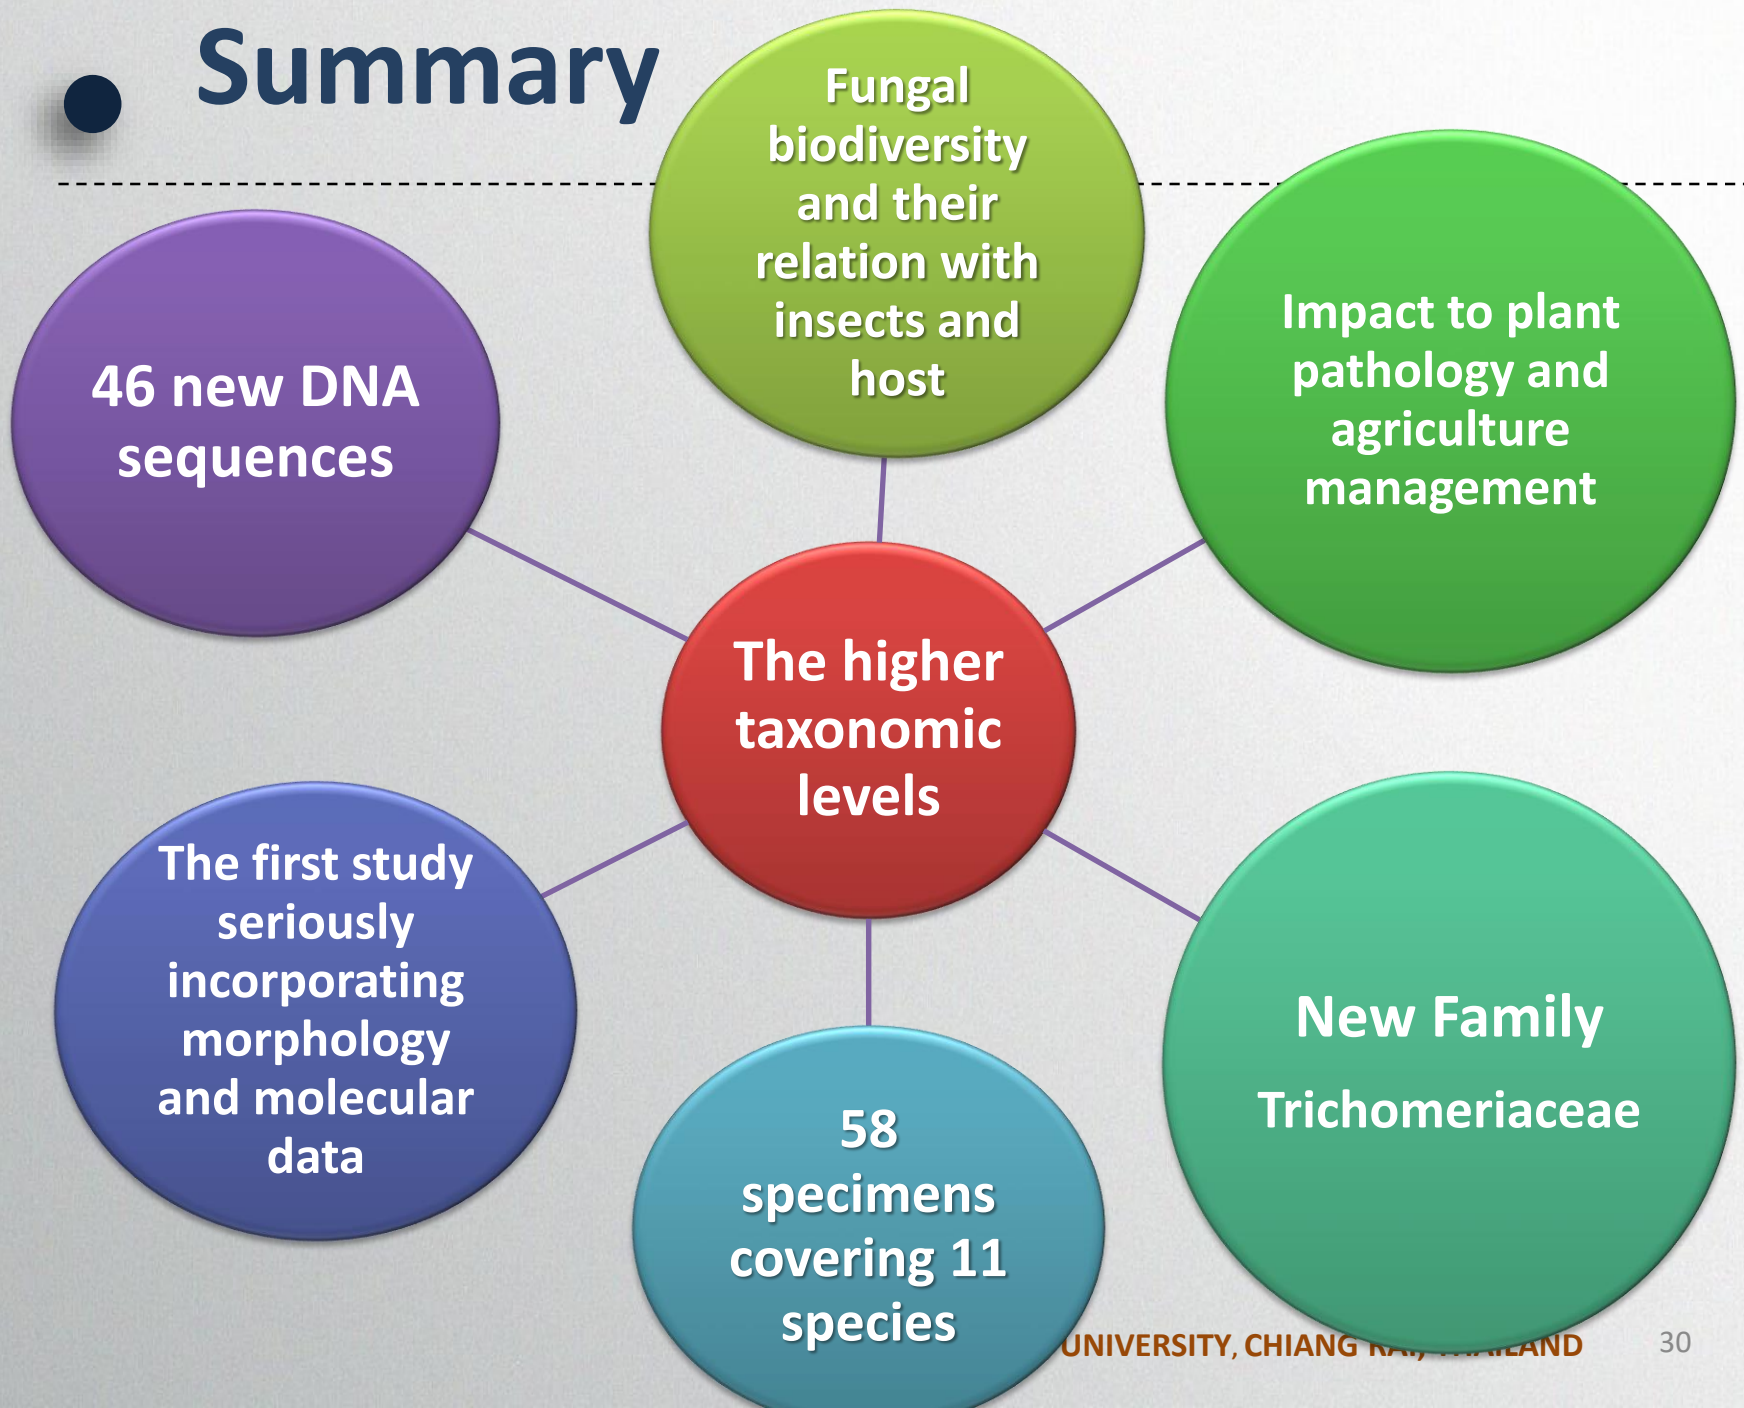 Summary
Fungal
biodiversity
and their
relation with
insects and
host
Impact to plant
pathology and
agriculture
management
46 new DNA
sequences
The higher
taxonomic
levels
The first study
seriously
incorporating
morphology
and molecular
data
New Family
Trichomeriaceae
58
specimens
covering 11
species
UNIVERSITY, CHIANG RAI, THAILAND
30